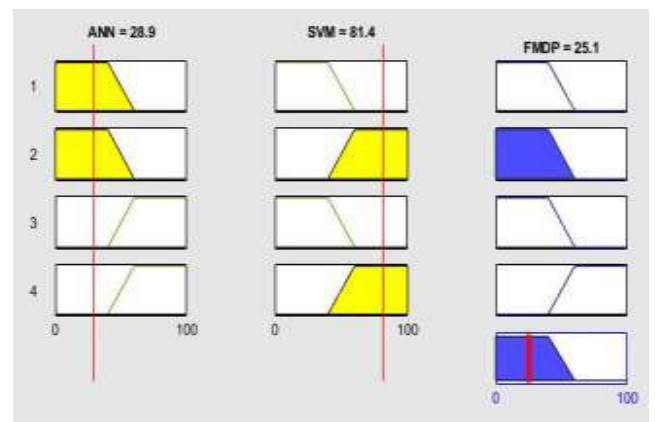 ANN = 28.9 SVM = 81.4
FMDP = 25.1
1
2
3
4
0 100 0 100
0 100